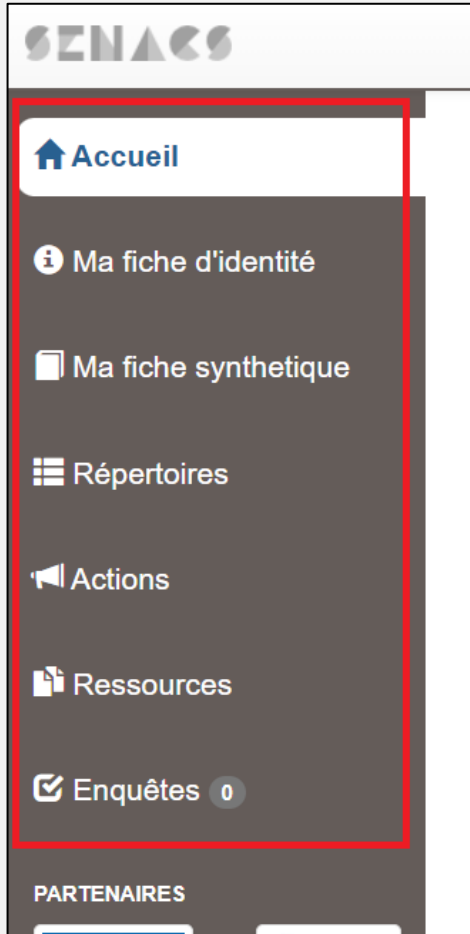 SENACS
Accueil
Ma fiche d'identité
Ma fiche synthetique
Répertoires
Actions
Ressources
Enquêtes 0
PARTENAIRES